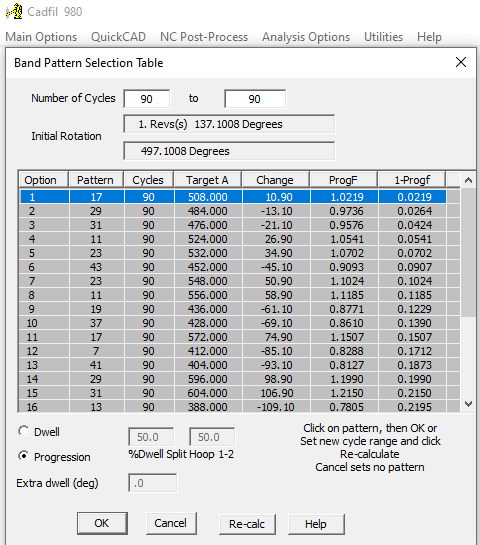 Cadfil 980
Main Options QuickCAD NC Post-Process Analysis Options Utilities Help
Band Pattern Selection Table
Number of Cycles 90 to 90
Initial Rotation
1. Revs(s) 137.1008 Degrees
497.1008 Degrees
Option Pattern Cycles Target A Change ProgF 1-Progf
1 17 90 508.000 10.90 1.0219 0.0219
2 29 90 484.000 -13.10 0.9736 0.0264
3 31 90 476.000 -21.10 0.9576 0.0424
4 11 90 524.000 26.90 1.0541 0.0541
5 23 90 532.000 34.90 1.0702 0.0702
6 43 90 452.000 -45.10 0.9093 0.0907
7 23 90 548.000 50.90 1.1024 0.1024
8 11 90 556.000 58.90 1.1185 0.1185
9 19 90 436.000 -61.10 0.8771 0.1229
10 37 90 428.000 -69.10 0.8610 0.1390
11 17 90 572.000 74.90 1.1507 0.1507
12 7 90 412.000 -85.10 0.8288 0.1712
13 41 90 404.000 -93.10 0.8127 0.1873
14 29 90 596.000 98.90 1.1990 0.1990
15 31 90 604.000 106.90 1.2150 0.2150
16 13 90 388.000 -109.10 0.7805 0.2195
Dwell
Progression
50.0 50.0
%Dwell Split Hoop 1-2
Extra dwell (deg) .0
Click on pattern, then OK or
Set new cycle range and click
Re-calculate
Cancel sets no pattern
OK Cancel Re-calc Help